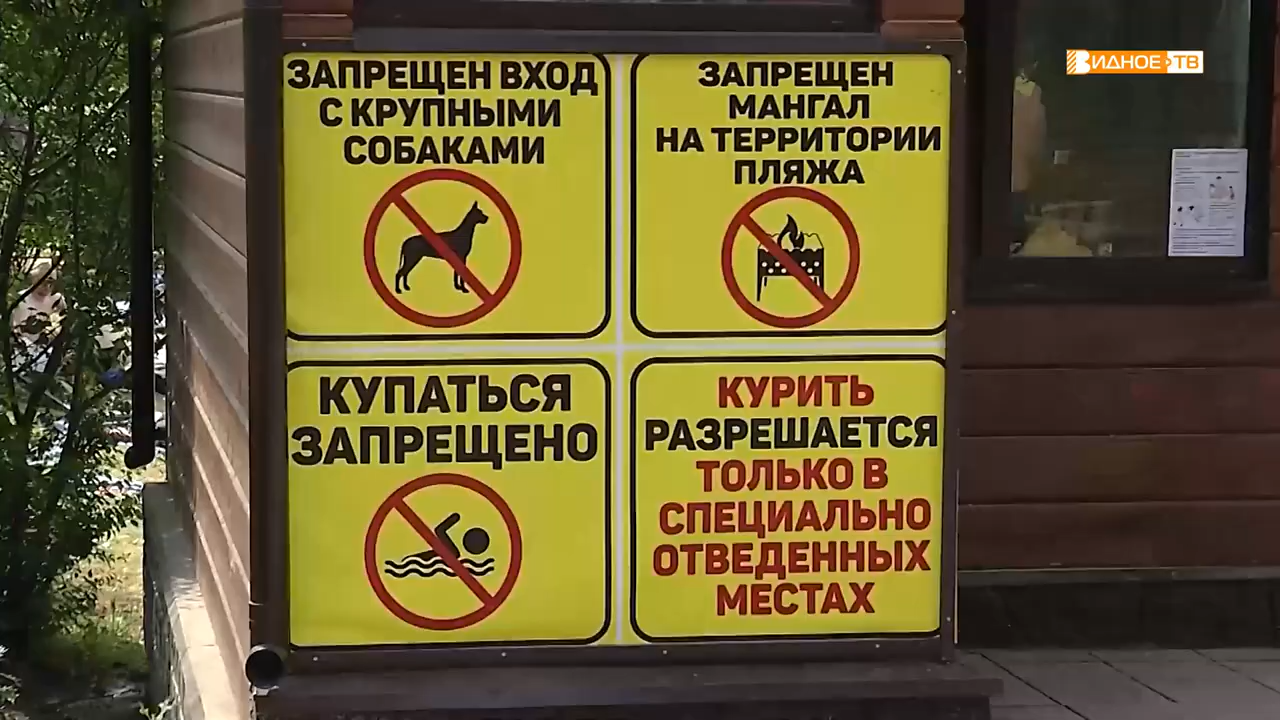 ВИДНОЕ ТВ
ЗАПРЕЩЕН ВХОД
С КРУПНЫМИ
СОБАКАМИ
ЗАПРЕЩЕН
МАНГАЛ
НА ТЕРРИТОРИИ
ПЛЯЖА
КУПАТЬСЯ
ЗАПРЕЩЕНО
КУРИТЬ
РАЗРЕШАЕТСЯ
ТОЛЬКО В
СПЕЦИАЛЬНО
ОТВЕДЕННЫХ
МЕСТАХ